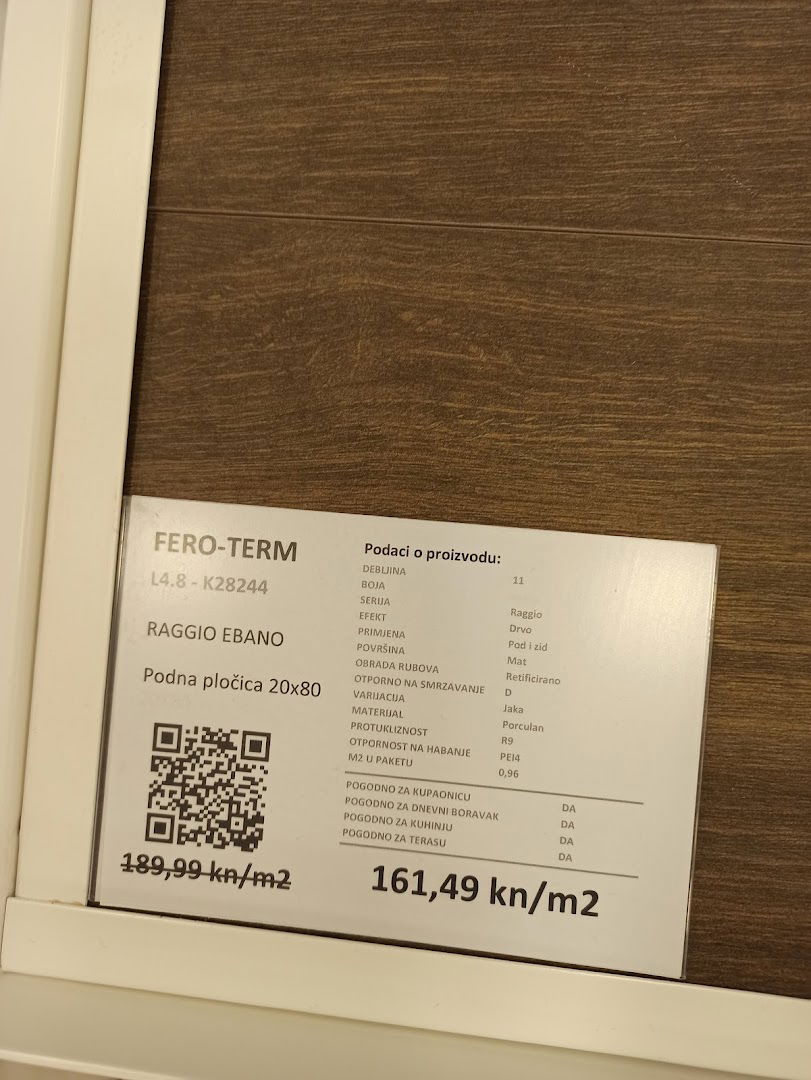 FERO-TERM
L4.8 - K28244
RAGGIO EBANO
Podna pločica 20x80
189,99 kn/m2
Podaci o proizvodu:
DEBLJINA 11
BOJA
SERIJA Raggio
EFEKT Drvo
PRIMJENA Pod i zid
POVRŠINA Mat
OBRADA RUBOVA Retificirano
OTPORNO NA SMRZAVANJE D
VARIJACIJA Jaka
MATERIJAL Porculan
PROTUKLIZNOST R9
OTPORNOST NA HABANJE PEI4
M2 U PAKETU 0,96
POGODNO ZA KUPAONICU DA
POGODNO ZA DNEVNI BORAVAK DA
POGODNO ZA KUHINJU DA
POGODNO ZA TERASU DA
161,49 kn/m2